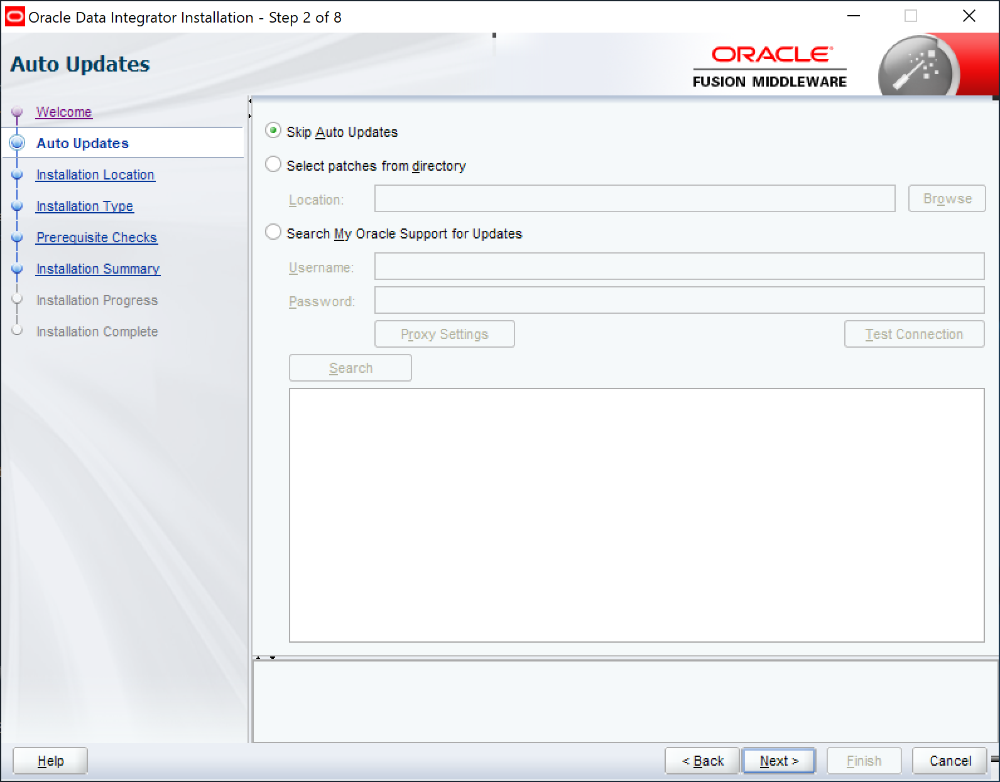 Oracle Data Integrator Installation - Step 2 of 8
Auto Updates
ORACLE
FUSION MIDDLEWARE
Welcome
Auto Updates
Installation Location
Installation Type
Prerequisite Checks
Installation Summary
Installation Progress
Installation Complete
Skip Auto Updates
Select patches from directory
Location:
Browse
Search My Oracle Support for Updates
Username:
Password:
Proxy Settings
Test Connection
Search
Help
< Back
Next >
Finish
Cancel